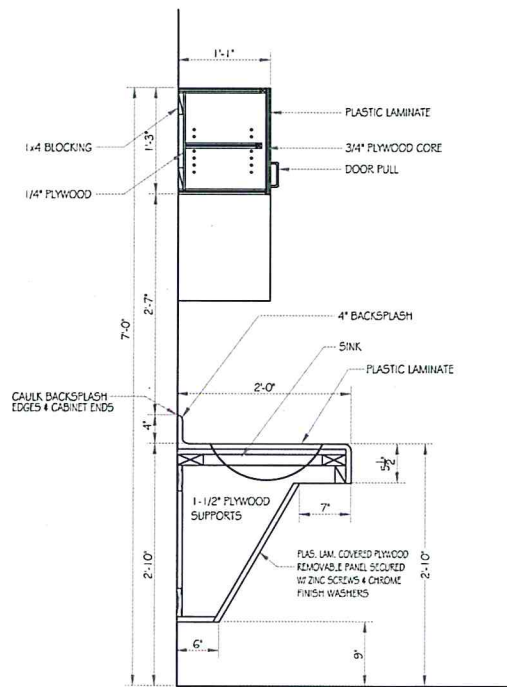 1'-1"
PLASTIC LAMINATE
1x4 BLOCKING
1'-3"
3/4" PLYWOOD CORE
DOOR PULL
1/4" PLYWOOD
2'-7"
7'-0"
4" BACKSPLASH
SINK
PLASTIC LAMINATE
2'-0"
CAULK BACKSPLASH
EDGES & CABINET ENDS
4"
5 1/2"
1-1/2" PLYWOOD
SUPPORTS
7"
2'-10"
2'-10"
PLAS. LAM. COVERED PLYWOOD
REMOVABLE PANEL SECURED
W/ ZINC SCREWS & CHROME
FINISH WASHERS
6"
9"